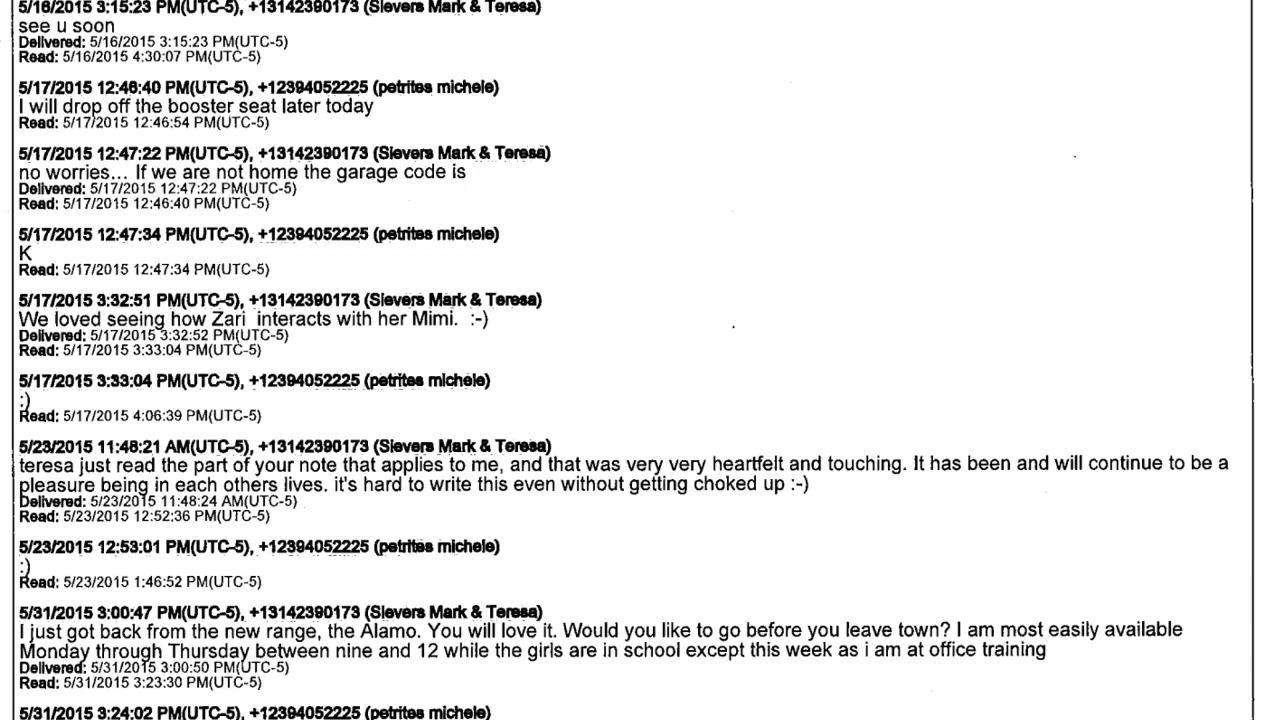 5/16/2015 3:15:23 PM(UTC-5), +13142390173 (Sievers Mark & Teresa)
see u soon
Delivered: 5/16/2015 3:15:23 PM(UTC-5)
Read: 5/16/2015 4:30:07 PM(UTC-5)
5/17/2015 12:46:40 PM(UTC-5), +12394052225 (petrites michele)
I will drop off the booster seat later today
Read: 5/17/2015 12:46:54 PM(UTC-5)
5/17/2015 12:47:22 PM(UTC-5), +13142390173 (Sievers Mark & Teresa)
no worries... If we are not home the garage code is
Delivered: 5/17/2015 12:47:22 PM(UTC-5)
Read: 5/17/2015 12:46:40 PM(UTC-5)
5/17/2015 12:47:34 PM(UTC-5), +12394052225 (petrites michele)
K
Read: 5/17/2015 12:47:34 PM(UTC-5)
5/17/2015 3:32:51 PM(UTC-5), +13142390173 (Sievers Mark & Teresa)
We loved seeing how Zari interacts with her Mimi. :-)
Delivered: 5/17/2015 3:32:52 PM(UTC-5)
Read: 5/17/2015 3:33:04 PM(UTC-5)
5/17/2015 3:33:04 PM(UTC-5), +12394052225 (petrites michele)
:)
Read: 5/17/2015 4:06:39 PM(UTC-5)
5/23/2015 11:48:21 AM(UTC-5), +13142390173 (Sievers Mark & Teresa)
teresa just read the part of your note that applies to me, and that was very very heartfelt and touching. It has been and will continue to be a
pleasure being in each others lives. it's hard to write this even without getting choked up :-)
Delivered: 5/23/2015 11:48:24 AM(UTC-5)
Read: 5/23/2015 12:52:36 PM(UTC-5)
5/23/2015 12:53:01 PM(UTC-5), +12394052225 (petrites michele)
:)
Read: 5/23/2015 1:46:52 PM(UTC-5)
5/31/2015 3:00:47 PM(UTC-5), +13142390173 (Sievers Mark & Teresa)
I just got back from the new range, the Alamo. You will love it. Would you like to go before you leave town? I am most easily available
Monday through Thursday between nine and 12 while the girls are in school except this week as i am at office training
Delivered: 5/31/2015 3:00:50 PM(UTC-5)
Read: 5/31/2015 3:23:30 PM(UTC-5)
5/31/2015 3:24:02 PM(UTC-5), +12394052225 (petrites michele)